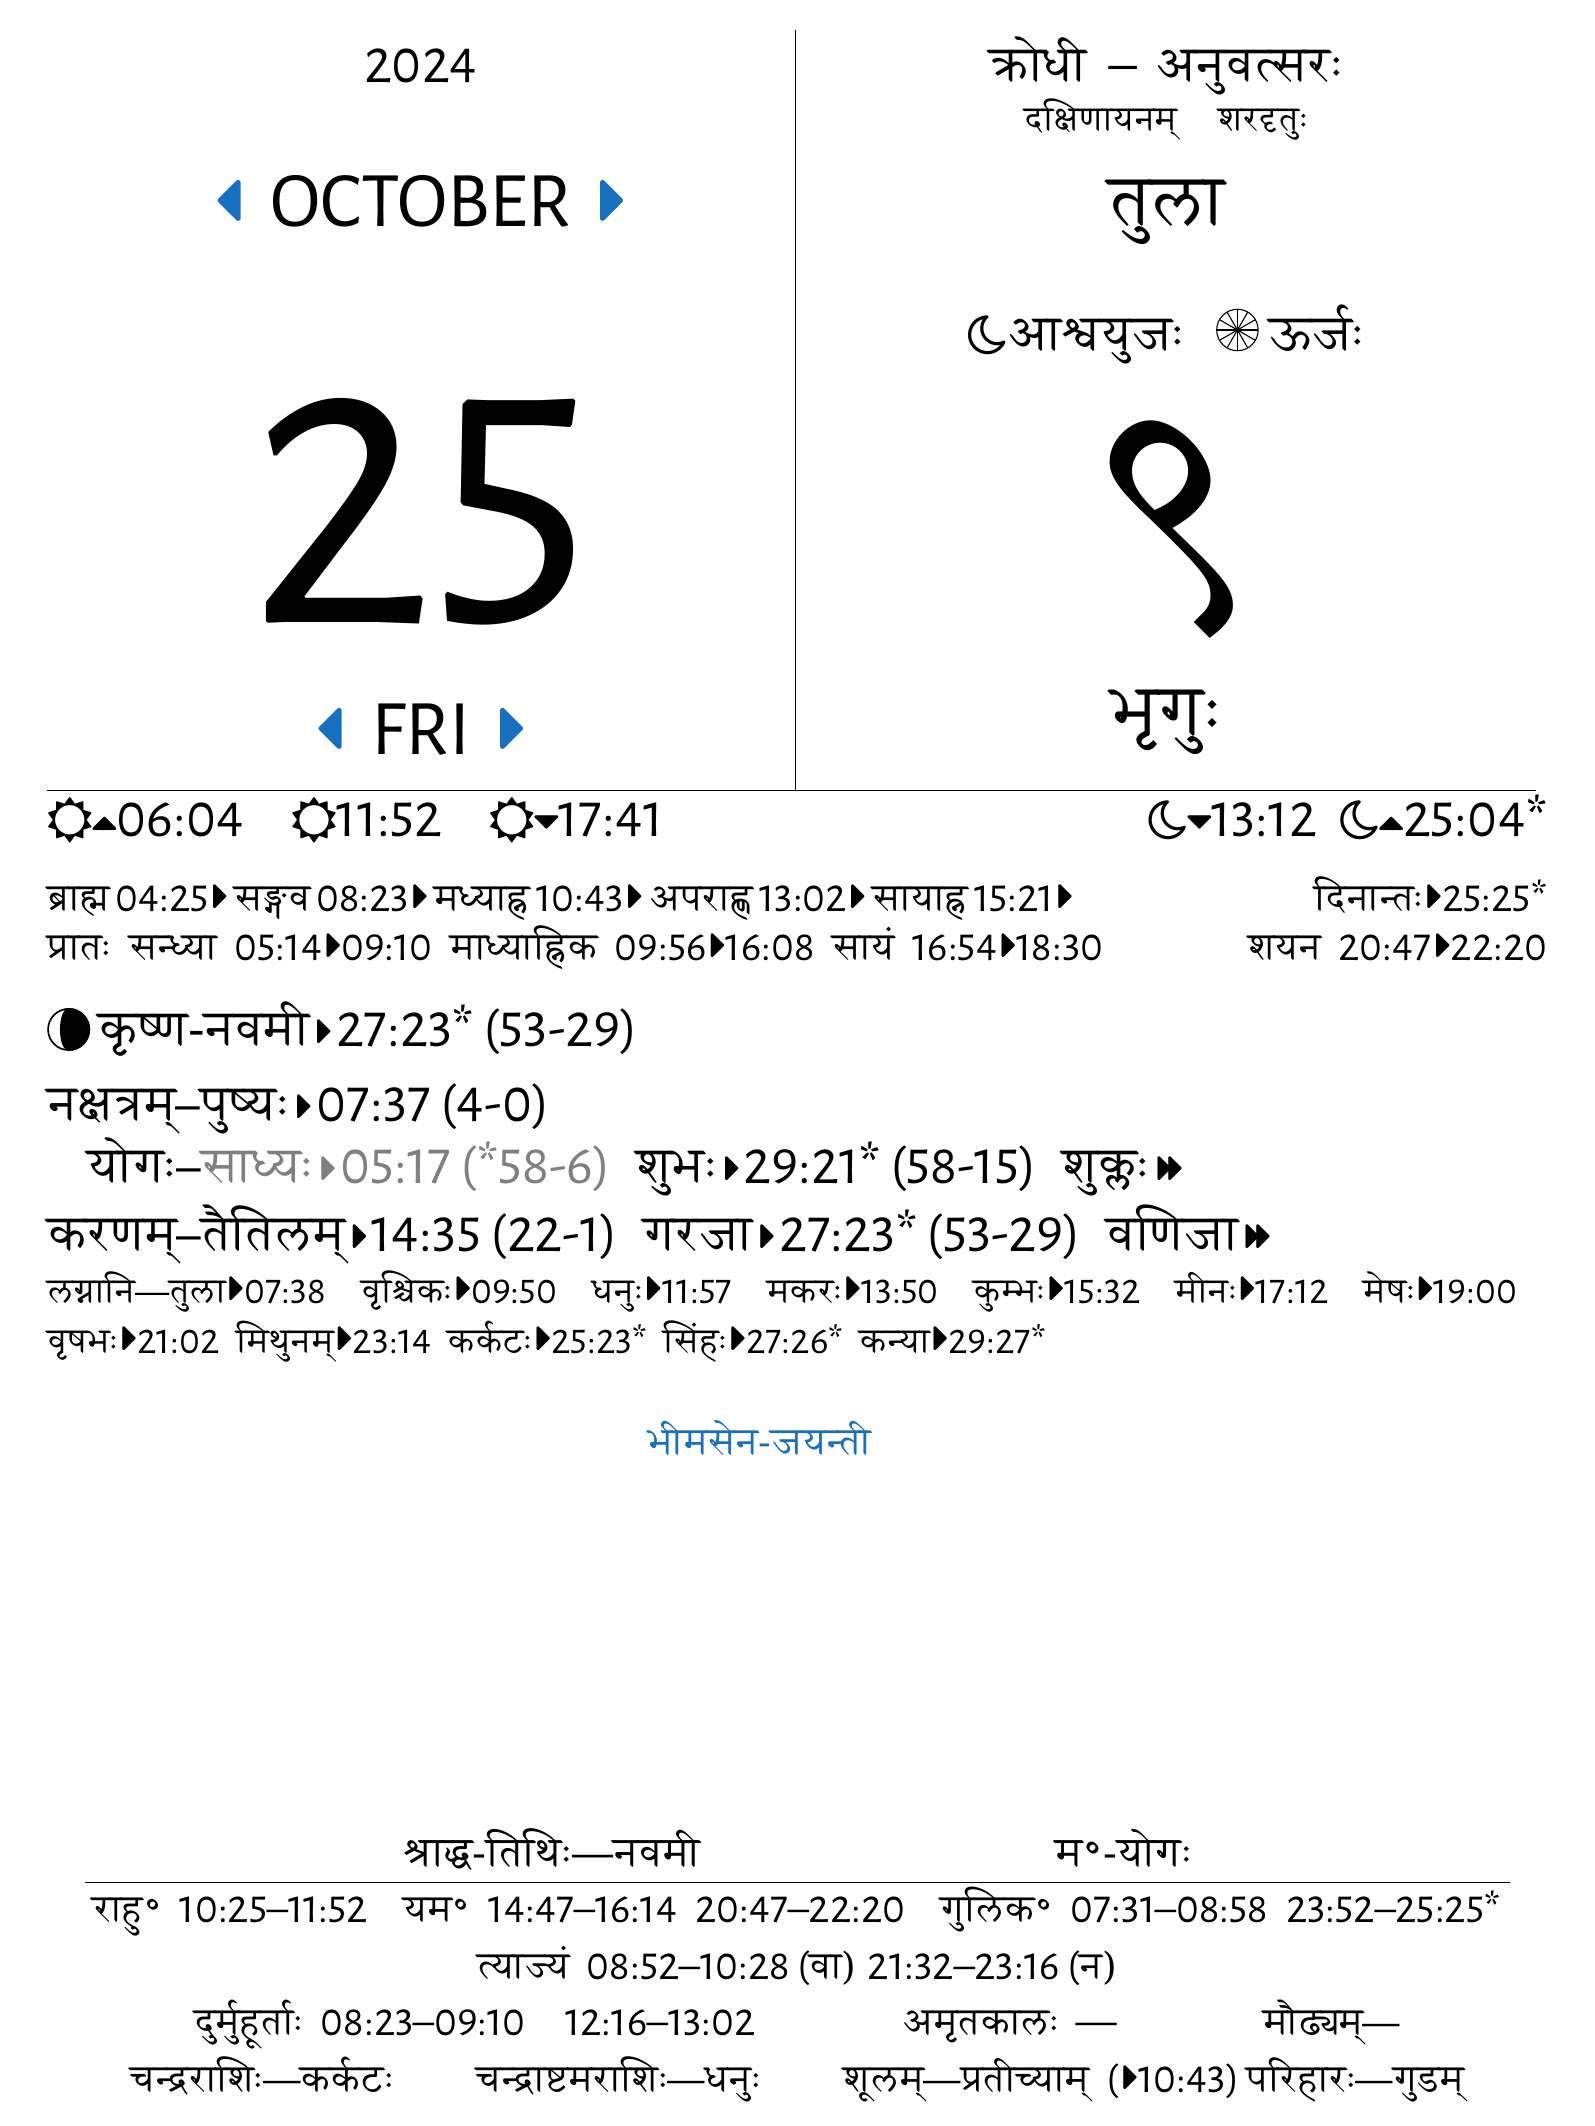 2024
OCTOBER
25
FRI
क्रोधी – अनुवत्सरः
दक्षिणायनम् शरदृतुः
तुला
आश्वयुजः ऊर्जः
९
भृगुः
06:04 11:52 17:41 13:12 25:04*
ब्राह्म 04:25 सङ्गव 08:23 मध्याह्न 10:43 अपराह्ण 13:02 सायाह्न 15:21 दिनान्तः 25:25*
प्रातः सन्ध्या 05:14 09:10 माध्याह्निक 09:56 16:08 सायं 16:54 18:30 शयन 20:47 22:20
कृष्ण-नवमी 27:23* (53-29)
नक्षत्रम्–पुष्यः 07:37 (4-0)
योगः–साध्यः 05:17 (*58-6) शुभः 29:21* (58-15) शुक्लः
करणम्–तैतिलम् 14:35 (22-1) गरजा 27:23* (53-29) वणिजा
लग्नानि—तुला 07:38 वृश्चिकः 09:50 धनुः 11:57 मकरः 13:50 कुम्भः 15:32 मीनः 17:12 मेषः 19:00
वृषभः 21:02 मिथुनम् 23:14 कर्कटः 25:23* सिंहः 27:26* कन्या 29:27*
भीमसेन-जयन्ती
श्राद्ध-तिथिः—नवमी म॰-योगः
राहु॰ 10:25–11:52 यम॰ 14:47–16:14 20:47–22:20 गुलिक॰ 07:31–08:58 23:52–25:25*
त्याज्यं 08:52–10:28 (वा) 21:32–23:16 (न)
दुर्मुहूर्ताः 08:23–09:10 12:16–13:02 अमृतकालः — मौढ्यम्—
चन्द्रराशिः—कर्कटः चन्द्राष्टमराशिः—धनुः शूलम्—प्रतीच्याम् (10:43) परिहारः—गुडम्